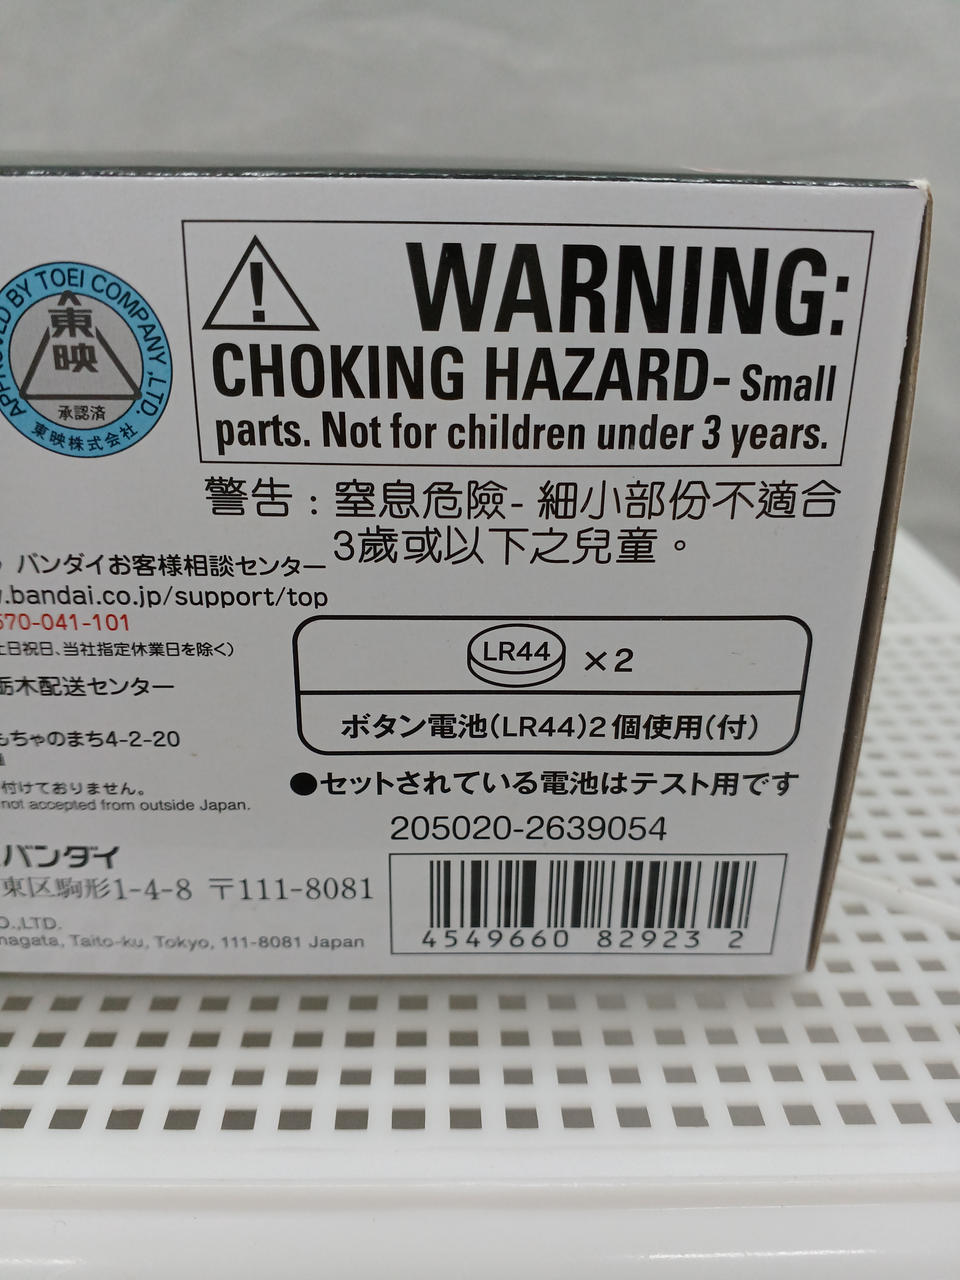 WARNING:
CHOKING HAZARD- Small
parts. Not for children under 3 years.
APPROVED BY TOEI COMPANY, LTD.
東映
承認済
東映株式会社
警告：窒息危險- 細小部份不適合
3歲或以下之兒童。
バンダイお客様相談センター
.bandai.co.jp/support/top
570-041-101
土日祝日、当社指定休業日を除く）
栃木配送センター
もちゃのまち4-2-20
付けておりません。
not accepted from outside Japan.
LR44 ×2
ボタン電池(LR44)2個使用(付)
●セットされている電池はテスト用です
205020-2639054
バンダイ
東区駒形1-4-8 〒111-8081
O.,LTD.
nagata, Taito-ku, Tokyo, 111-8081 Japan
4549660 82923 2